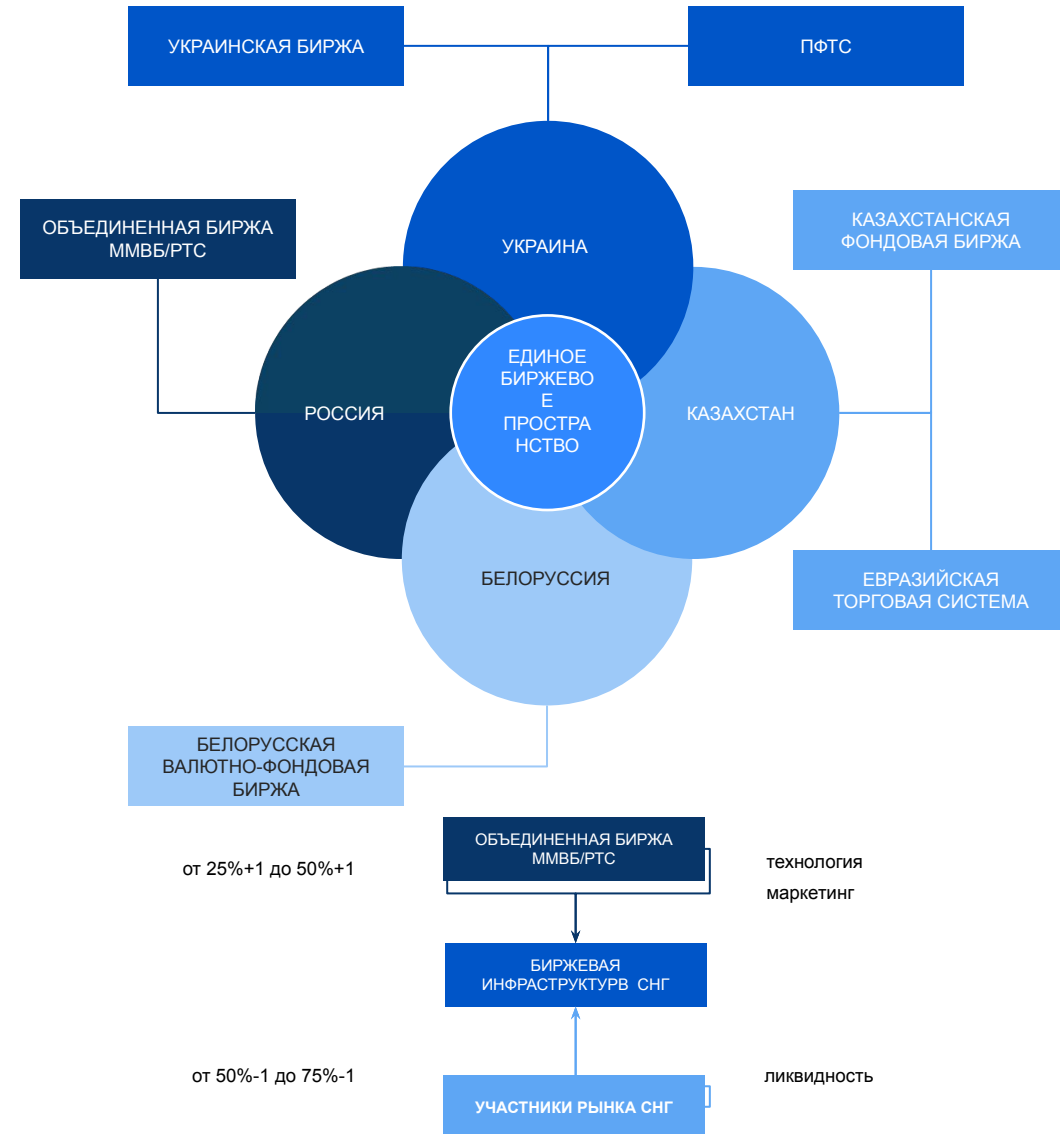 УКРАИНСКАЯ БИРЖА
ПФТС
ОБЪЕДИНЕННАЯ БИРЖА
ММВБ/РТС
УКРАИНА
КАЗАХСТАНСКАЯ
ФОНДОВАЯ БИРЖА
РОССИЯ
ЕДИНОЕ
БИРЖЕВО
Е
ПРОСТРА
НСТВО
КАЗАХСТАН
БЕЛОРУССИЯ
ЕВРАЗИЙСКАЯ
ТОРГОВАЯ СИСТЕМА
БЕЛОРУССКАЯ
ВАЛЮТНО-ФОНДОВАЯ
БИРЖА
от 25%+1 до 50%+1
ОБЪЕДИНЕННАЯ БИРЖА
ММВБ/РТС
технология
маркетинг
БИРЖЕВАЯ
ИНФРАСТРУКТУРВ СНГ
от 50%-1 до 75%-1
УЧАСТНИКИ РЫНКА СНГ
ликвидность